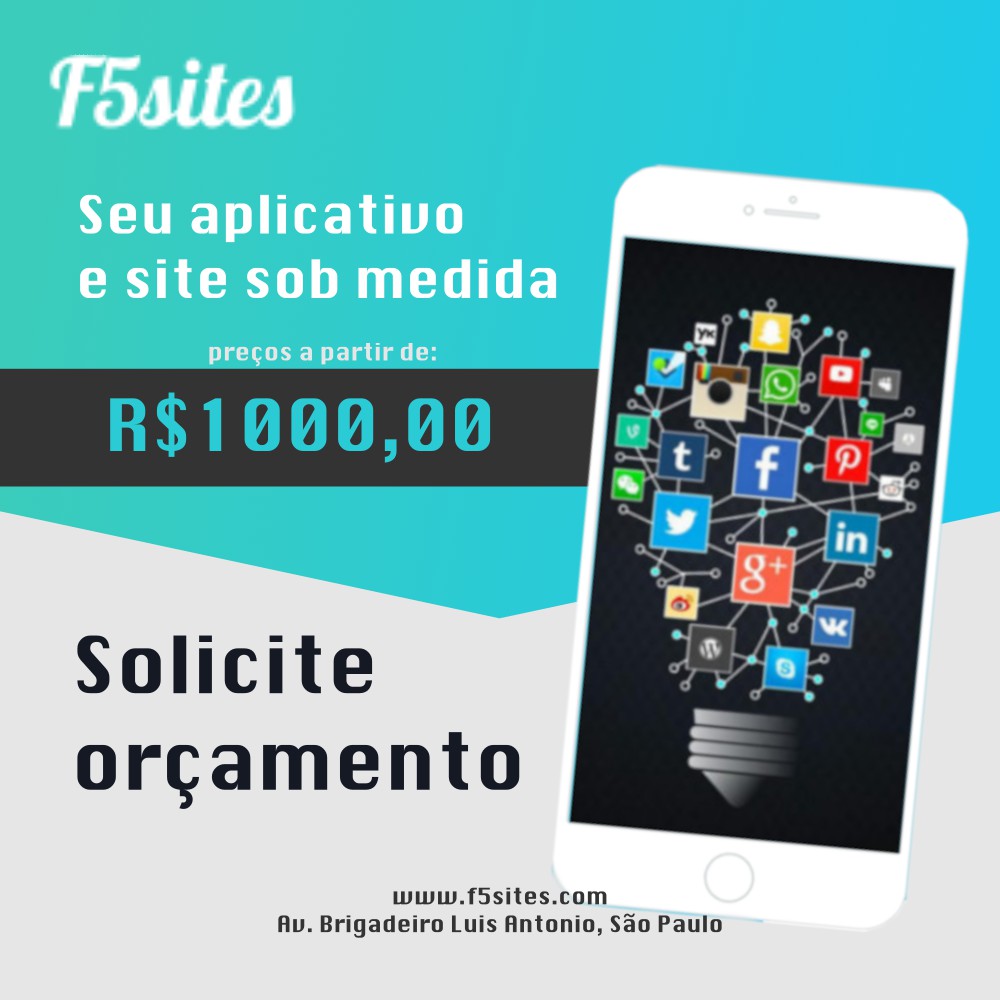 F5sites
Seu aplicativo
e site sob medida
preços a partir de:
R$1000,00
Solicite
orçamento
www.f5sites.com
Av. Brigadeiro Luis Antonio, São Paulo